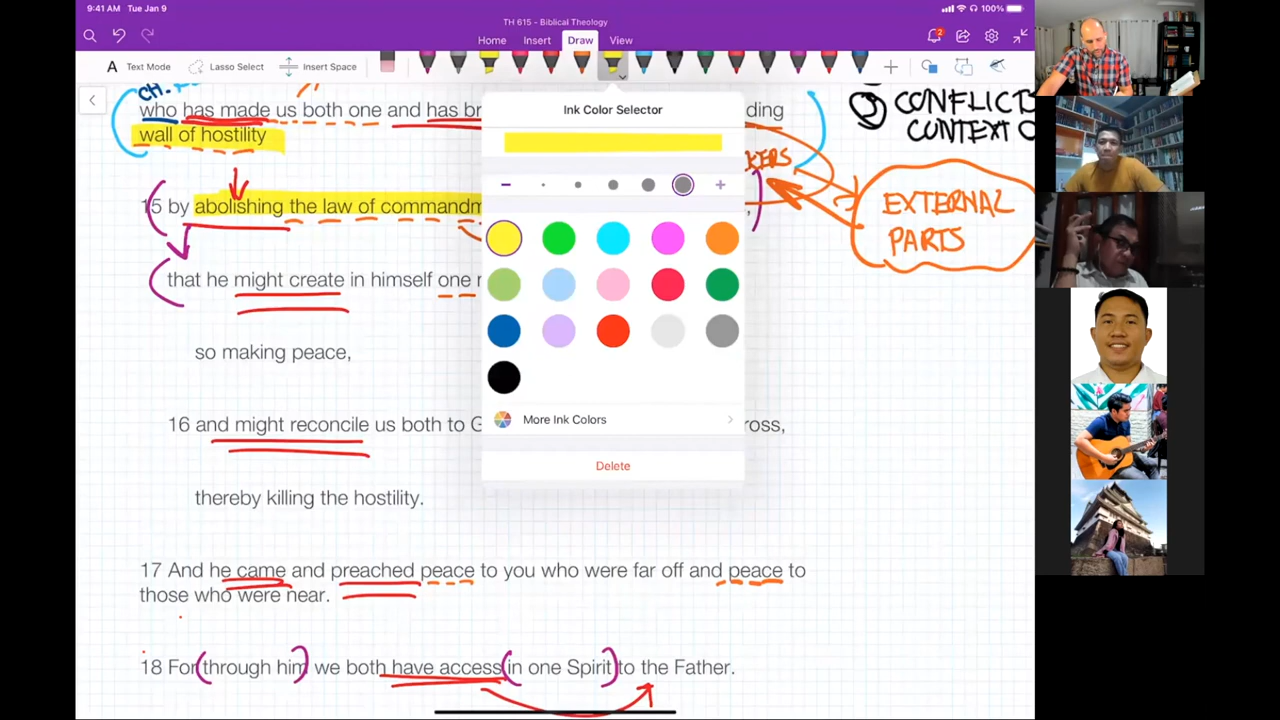 9:41 AM Tue Jan 9
100%
TH 615 - Biblical Theology
Home Insert Draw View
2
A Text Mode Lasso Select Insert Space
CH.
who has made us both one and has br ding
wall of hostility
15 by abolishing the law of commandm
that he might create in himself one
so making peace,
16 and might reconcile us both to G ross,
thereby killing the hostility.
17 And he came and preached peace to you who were far off and peace to
those who were near.
18 For (through him) we both have access (in one Spirit) to the Father.
Ink Color Selector
More Ink Colors
Delete
KERS
CONFLICTS
CONTEXT O
EXTERNAL
PARTS